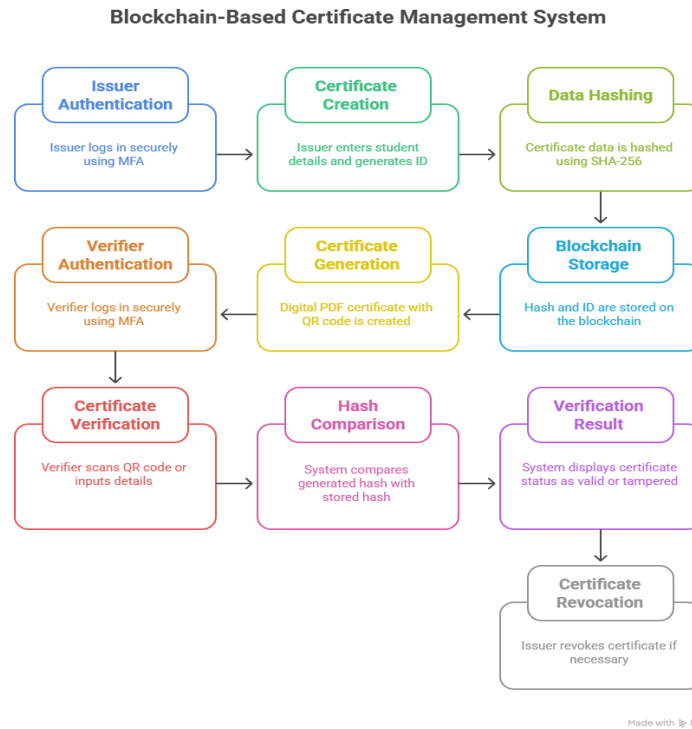 Blockchain-Based Certificate Management System
Issuer
Authentication
Issuer logs in securely
using MFA
Certificate
Creation
Issuer enters student
details and generates ID
Data Hashing
Certificate data is hashed
using SHA-256
Blockchain
Storage
Hash and ID are stored on
the blockchain
Certificate
Generation
Digital PDF certificate with
QR code is created
Verifier
Authentication
Verifier logs in securely
using MFA
Certificate
Verification
Verifier scans QR code or
inputs details
Hash
Comparison
System compares
generated hash with
stored hash
Verification
Result
System displays certificate
status as valid or tampered
Certificate
Revocation
Issuer revokes certificate if
necessary
Made with